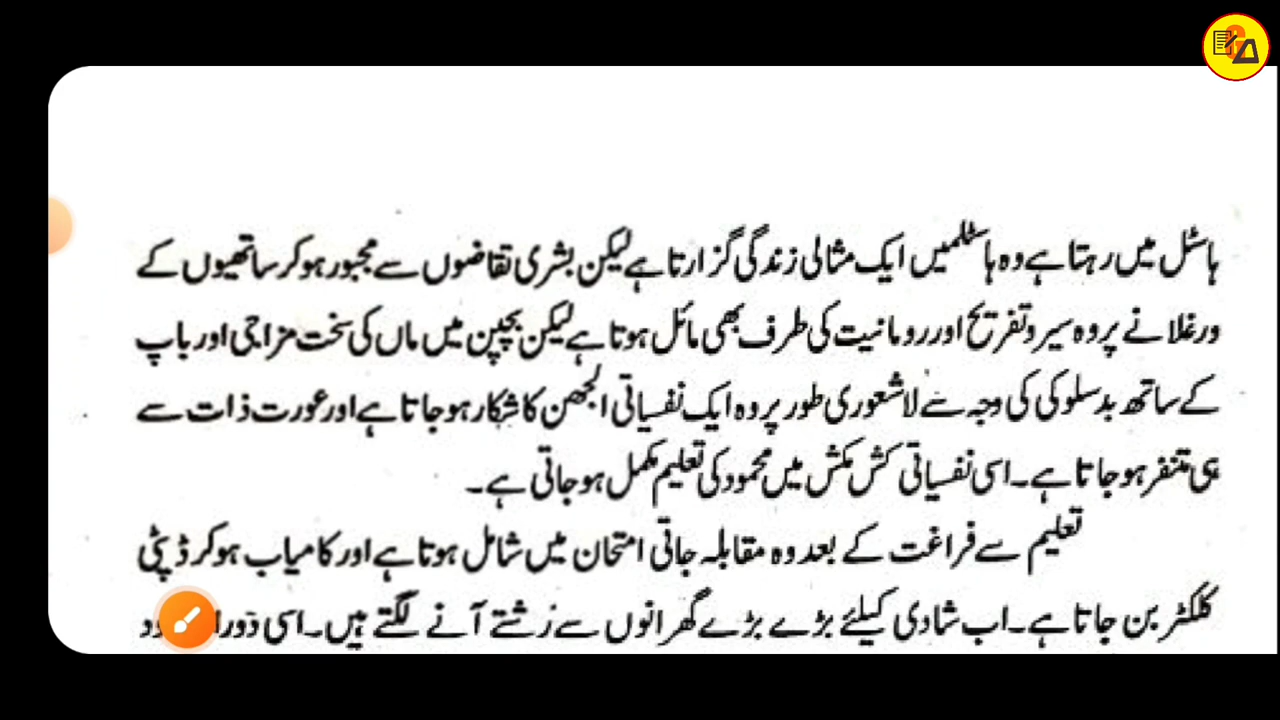 ہاسٹل میں رہتا ہے وہ ہاسٹلمیں ایک مثالی زندگی گزارتا ہے لیکن بشری تقاضوں سے مجبور ہو کر ساتھیوں کے
ورغلانے پر وہ سیر و تفریح اور رومانیت کی طرف بھی مائل ہوتا ہے لیکن بچپن میں ماں کی سخت مزاجی اور باپ
کے ساتھ بدسلوکی کی وجہ سے لاشعوری طور پر وہ ایک نفسیاتی الجھن کا شکار ہو جاتا ہے اور عورت ذات سے
ہی متنفر ہو جاتا ہے۔ اسی نفسیاتی کش مکش میں محمود کی تعلیم مکمل ہو جاتی ہے۔
تعلیم سے فراغت کے بعد وہ مقابلہ جاتی امتحان میں شامل ہوتا ہے اور کامیاب ہو کر ڈپٹی
کلکٹر بن جاتا ہے۔ اب شادی کیلئے بڑے بڑے گھرانوں سے رشتے آنے لگتے ہیں۔ اسی